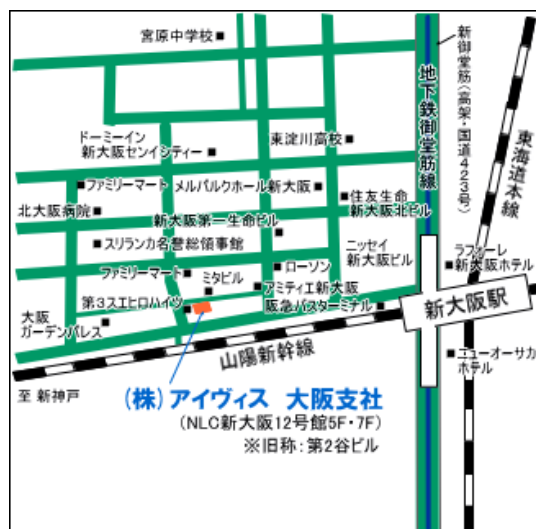 宮原中学校
新御堂筋(高架・国道423号)
地下鉄御堂筋線
東海道本線
ドーミーイン
新大阪センイシティー
東淀川高校
ファミリーマート
メルパルクホール新大阪
住友生命
新大阪北ビル
北大阪病院
新大阪第一生命ビル
スリランカ名誉総領事館
ニッセイ
新大阪ビル
ラフォーレ
新大阪ホテル
ファミリーマート
ローソン
ミタビル
アミティエ新大阪
第3スエヒロハイツ
阪急バスターミナル
新大阪駅
大阪
ガーデンパレス
山陽新幹線
ニューオーサカ
ホテル
至 新神戸
(株)アイヴィス 大阪支社
(NLC新大阪12号館5F・7F)
※旧称:第2谷ビル